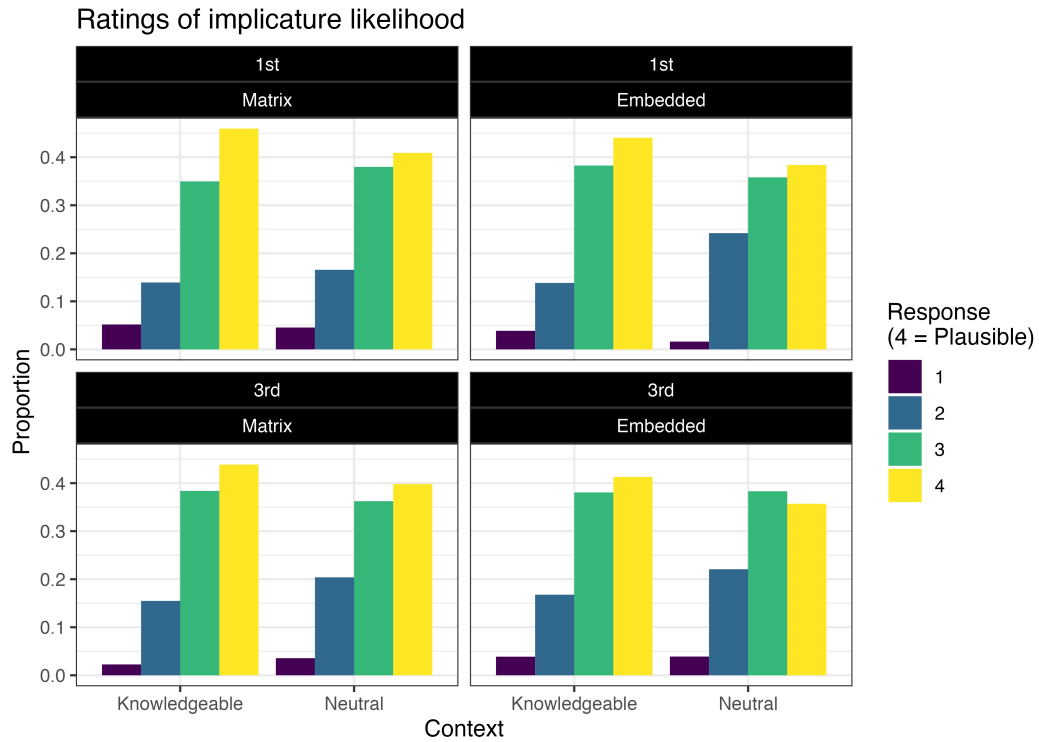 Ratings of implicature likelihood
1st
Matrix
1st
Embedded
0.4
0.3
0.2
0.1
0.0
3rd
Matrix
3rd
Embedded
0.4
0.3
0.2
0.1
0.0
Proportion
Knowledgeable
Neutral
Knowledgeable
Neutral
Context
Response
(4 = Plausible)
1
2
3
4